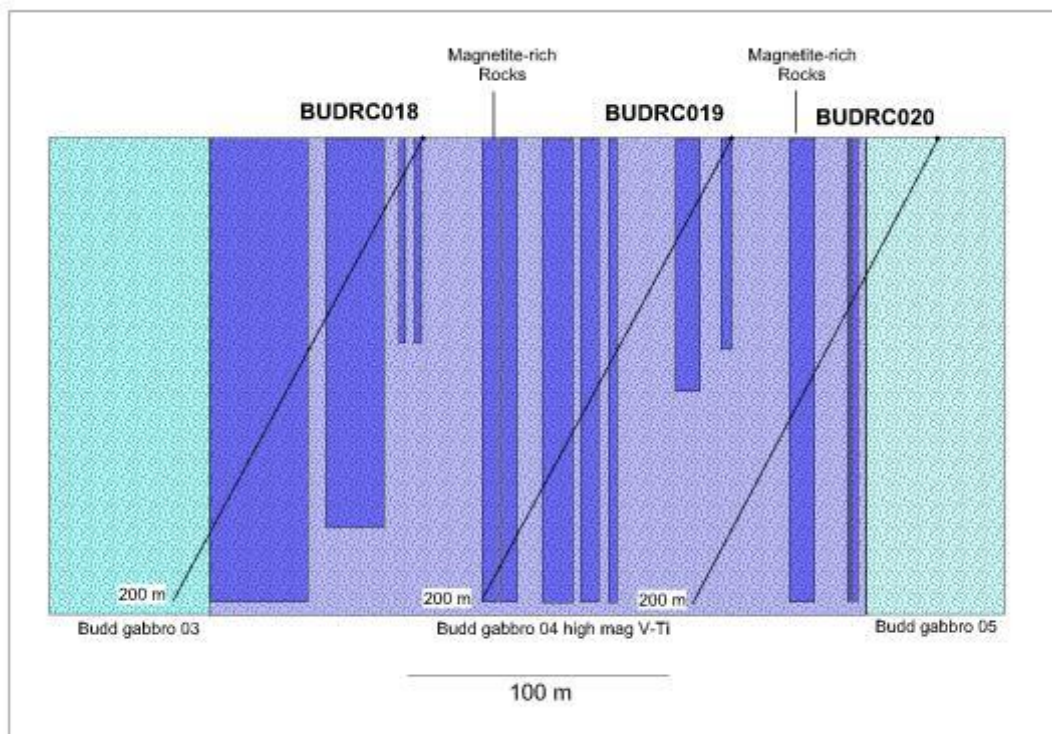 Magnetite-rich
Rocks
Magnetite-rich
Rocks
BUDRC018
BUDRC019
BUDRC020
200 m
200 m
200 m
Budd gabbro 03
Budd gabbro 04 high mag V-Ti
Budd gabbro 05
100 m